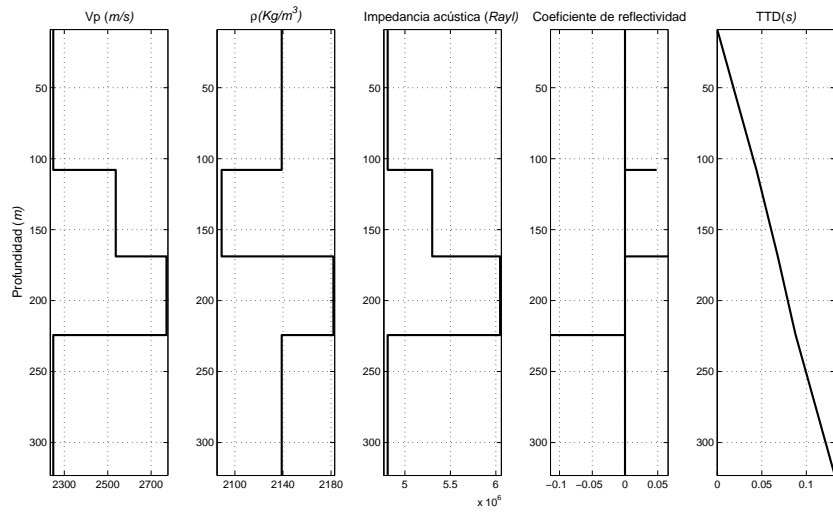 Vp (m/s)
ρ(Kg/m³)
Impedancia acústica (Rayl)
Coeficiente de reflectividad
TTD(s)
Profundidad (m)
50
100
150
200
250
300
2300 2500 2700
50
100
150
200
250
300
2100 2140 2180
50
100
150
200
250
300
5 5.5 6
x 10⁶
50
100
150
200
250
300
−0.1 −0.05 0 0.05
50
100
150
200
250
300
0 0.05 0.1